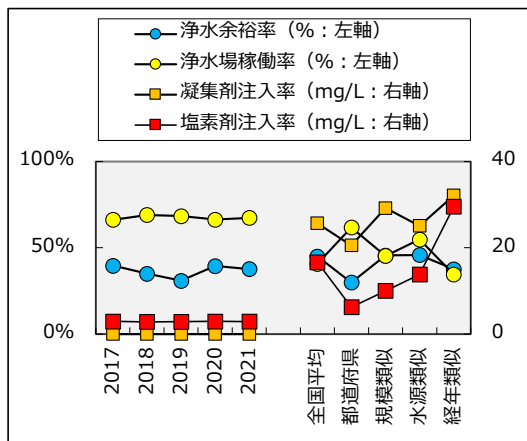 浄水余裕率（%：左軸）
浄水場稼働率（%：左軸）
凝集剤注入率（mg/L：右軸）
塩素剤注入率（mg/L：右軸）
100%
50%
0%
40
20
0
2017
2018
2019
2020
2021
全国平均
都道府県
規模類似
水源類似
経年類似